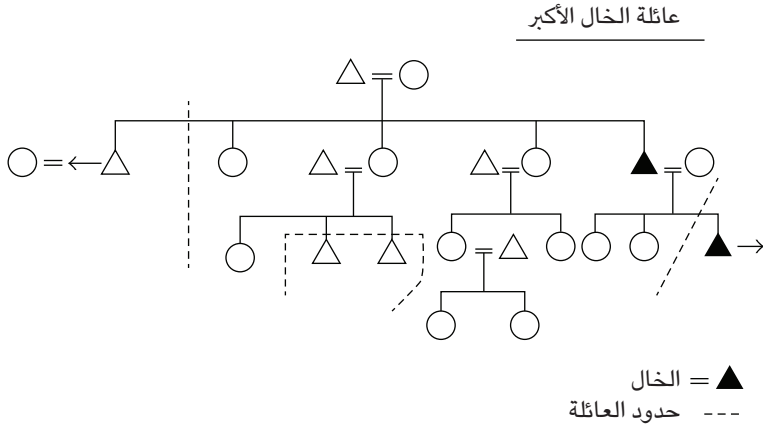 عائلة الخال الأكبر
= الخال
--- حدود العائلة